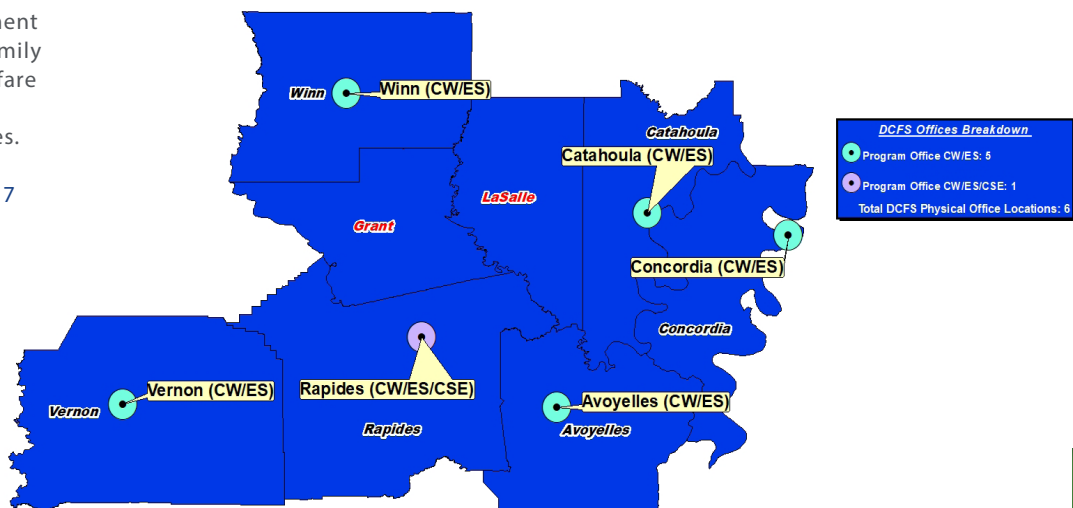 ment
mily
fare
es.
7
Winn
Winn (CW/ES)
Catahoula
Catahoula (CW/ES)
LaSalle
Grant
Concordia (CW/ES)
Concordia
Vernon (CW/ES)
Vernon
Rapides (CW/ES/CSE)
Rapides
Avoyelles (CW/ES)
Avoyelles
DCFS Offices Breakdown
Program Office CW/ES: 5
Program Office CW/ES/CSE: 1
Total DCFS Physical Office Locations: 6